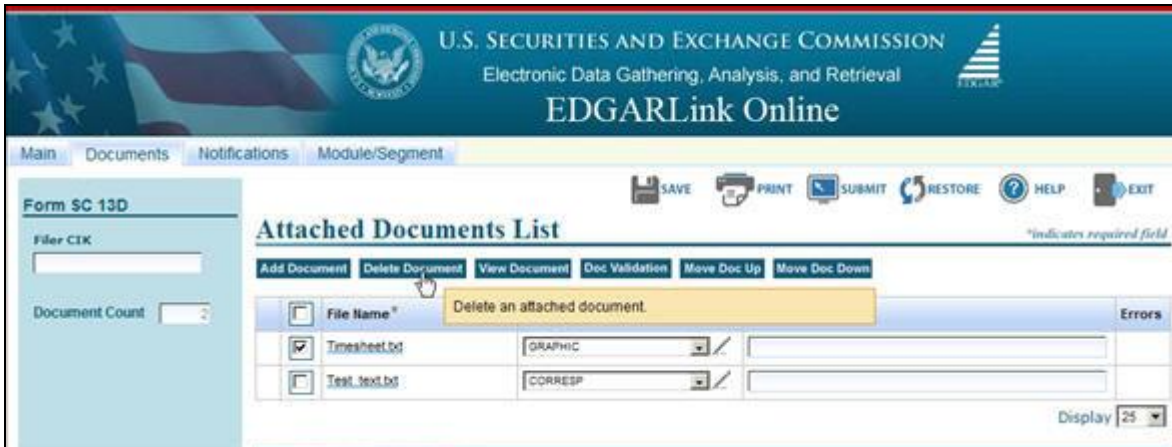 U.S. SECURITIES AND EXCHANGE COMMISSION
Electronic Data Gathering, Analysis, and Retrieval
EDGARLink Online
EDGAR
Main Documents Notifications Module/Segment
SAVE PRINT SUBMIT RESTORE HELP EXIT
Form SC 13D
Filer CIK
Document Count 2
Attached Documents List
*indicates required field
Add Document Delete Document View Document Doc Validation Move Doc Up Move Doc Down
Delete an attached document.
File Name* Errors
Timesheet.txt GRAPHIC
Test_text.txt CORRESP
Display 25